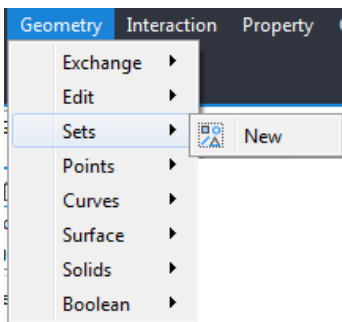 Geometry Interaction Property
Exchange
Edit
Sets
New
Points
Curves
Surface
Solids
Boolean